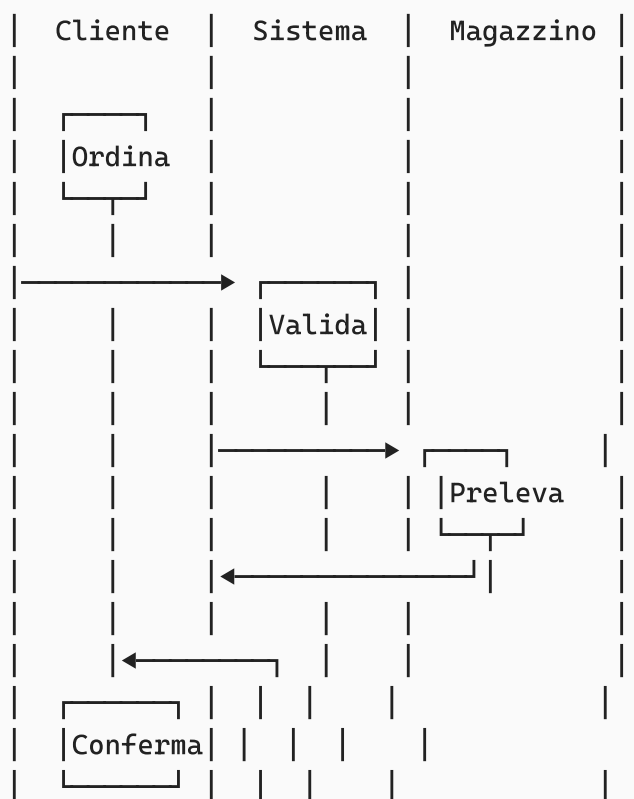 Cliente Sistema Magazzino
Ordina
Valida
Preleva
Conferma